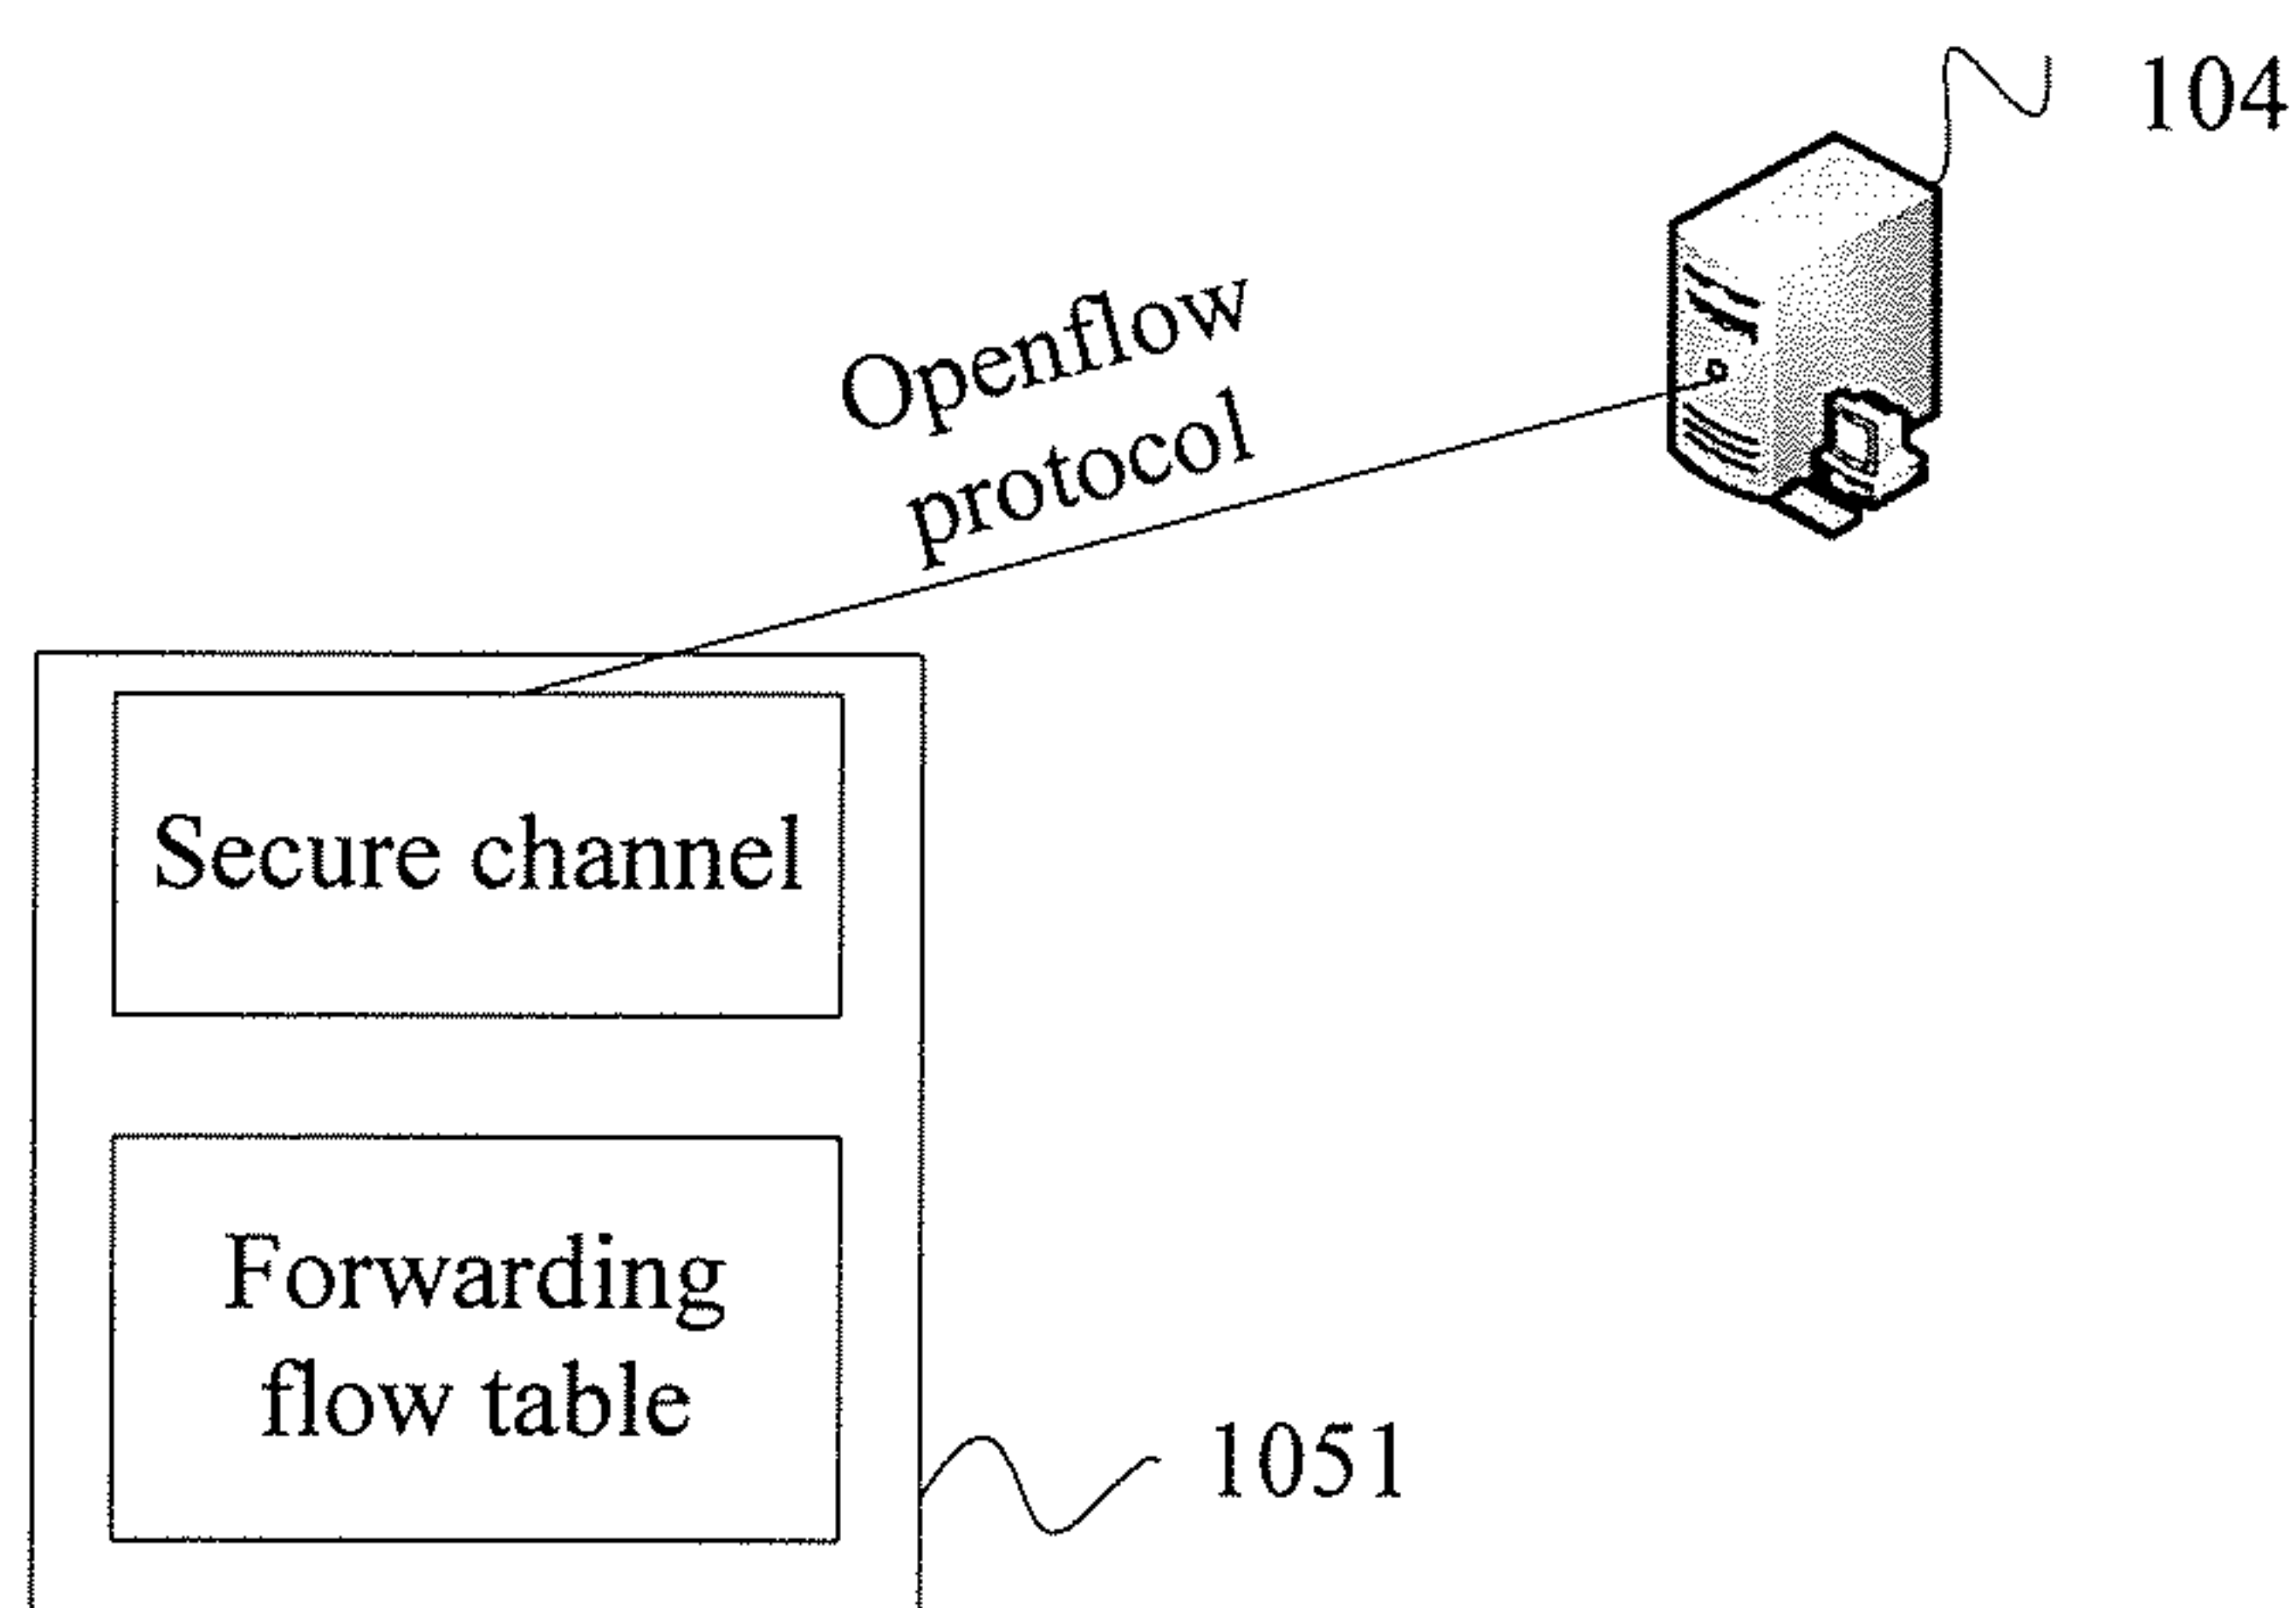 104
Openflow
protocol
Secure channel
Forwarding
flow table
1051